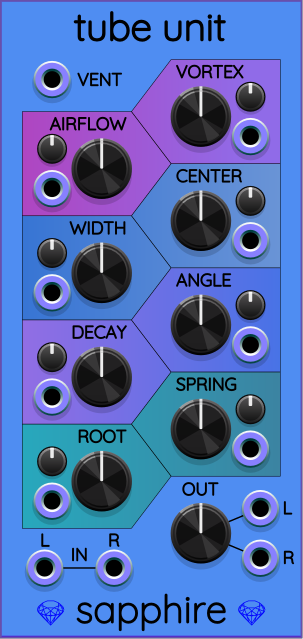 tube unit
VENT
VORTEX
AIRFLOW
CENTER
WIDTH
ANGLE
DECAY
SPRING
ROOT
OUT
L
R
L IN R
sapphire